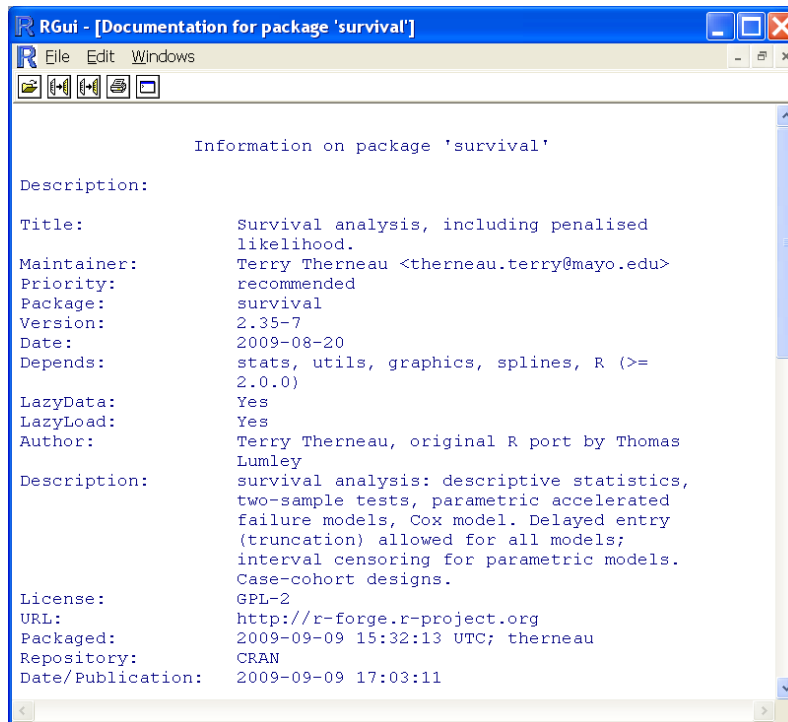 RGui - [Documentation for package 'survival']
File Edit Windows
Information on package 'survival'
Description:
Title: Survival analysis, including penalised
likelihood.
Maintainer: Terry Therneau <therneau.terry@mayo.edu>
Priority: recommended
Package: survival
Version: 2.35-7
Date: 2009-08-20
Depends: stats, utils, graphics, splines, R (>=
2.0.0)
LazyData: Yes
LazyLoad: Yes
Author: Terry Therneau, original R port by Thomas
Lumley
Description: survival analysis: descriptive statistics,
two-sample tests, parametric accelerated
failure models, Cox model. Delayed entry
(truncation) allowed for all models;
interval censoring for parametric models.
Case-cohort designs.
License: GPL-2
URL: http://r-forge.r-project.org
Packaged: 2009-09-09 15:32:13 UTC; therneau
Repository: CRAN
Date/Publication: 2009-09-09 17:03:11